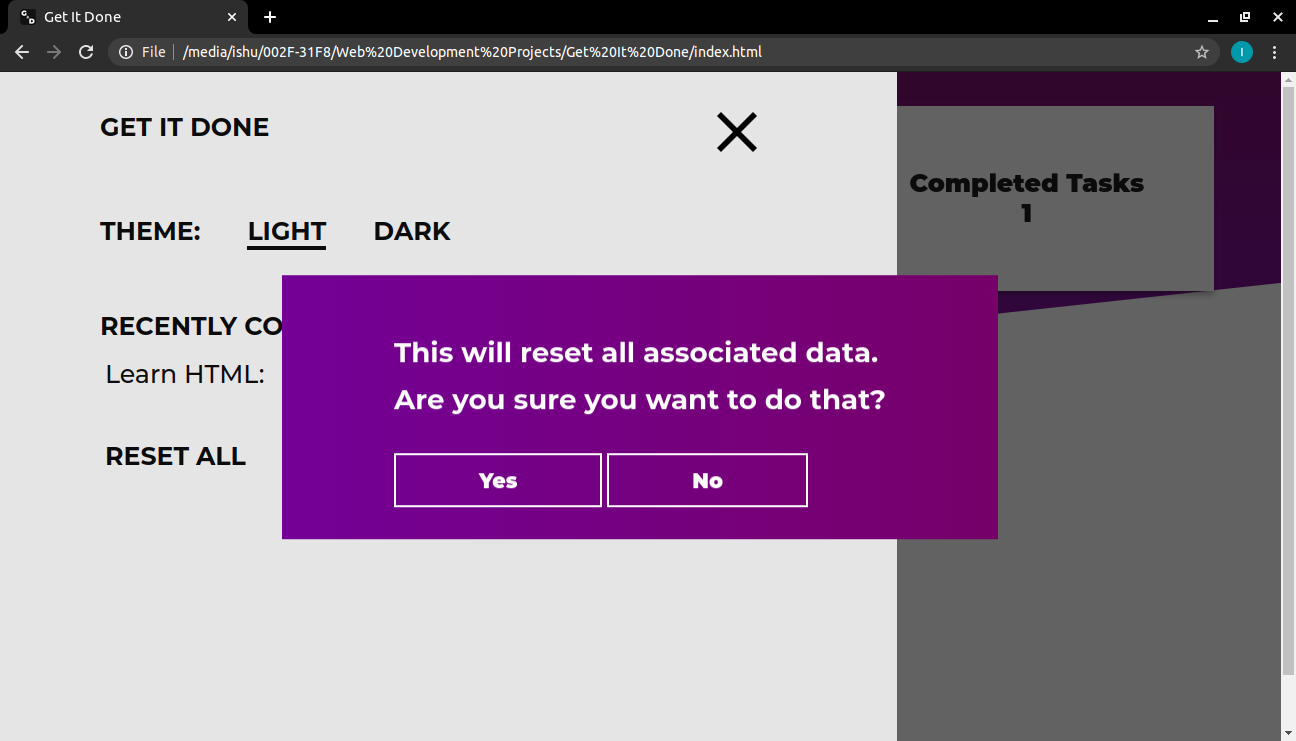 Get It Done
File
/media/ishu/002F-31F8/Web%20Development%20Projects/Get%20It%20Done/index.html
I
GET IT DONE
Completed Tasks
1
THEME: LIGHT DARK
RECENTLY CO
Learn HTML:
RESET ALL
This will reset all associated data.
Are you sure you want to do that?
Yes No